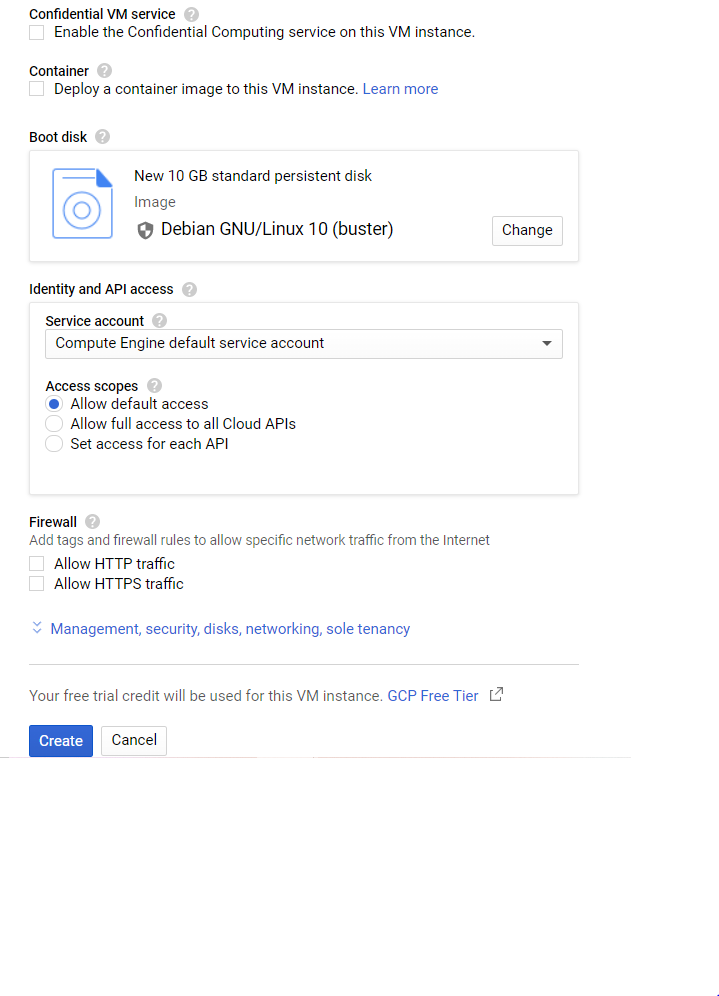 Confidential VM service ?
Enable the Confidential Computing service on this VM instance.
Container ?
Deploy a container image to this VM instance. Learn more
Boot disk ?
New 10 GB standard persistent disk
Image
Debian GNU/Linux 10 (buster)
Change
Identity and API access ?
Service account ?
Compute Engine default service account
Access scopes ?
Allow default access
Allow full access to all Cloud APIs
Set access for each API
Firewall ?
Add tags and firewall rules to allow specific network traffic from the Internet
Allow HTTP traffic
Allow HTTPS traffic
Management, security, disks, networking, sole tenancy
Your free trial credit will be used for this VM instance. GCP Free Tier
Create Cancel